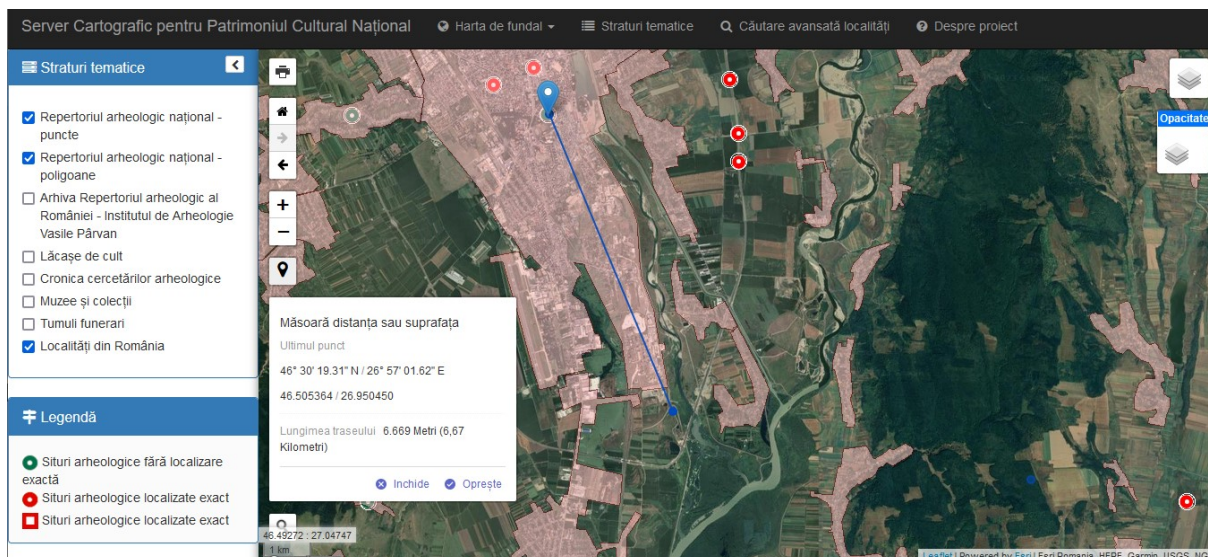 Server Cartografic pentru Patrimoniul Cultural Național
Harta de fundal
Straturi tematice
Căutare avansată localități
Despre proiect
Straturi tematice
Repertoriul arheologic național -
puncte
Repertoriul arheologic național -
poligoane
Arhiva Repertoriul arheologic al
României - Institutul de Arheologie
Vasile Pârvan
Lăcașe de cult
Cronica cercetărilor arheologice
Muzee și colecții
Tumuli funerari
Localități din România
Legendă
Situri arheologice fără localizare
exactă
Situri arheologice localizate exact
Situri arheologice localizate exact
+
−
Măsoară distanța sau suprafața
Ultimul punct
46° 30' 19.31" N / 26° 57' 01.62" E
46.505364 / 26.950450
Lungimea traseului 6.669 Metri (6,67
Kilometri)
Inchide
Oprește
46.49272 : 27.04747
1 km
Opacitate
Leaflet | Powered by Esri | Esri Romania, HERE, Garmin, USGS, NG